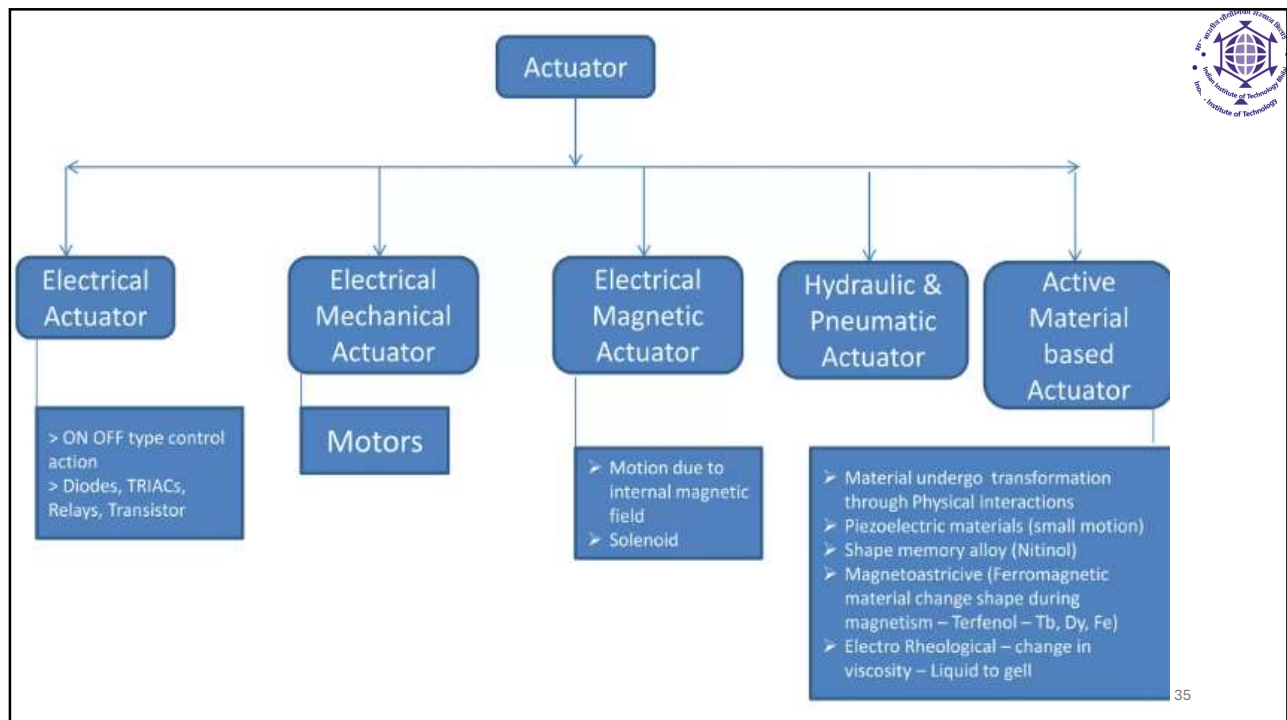 Actuator
Electrical
Actuator
Electrical
Mechanical
Actuator
Electrical
Magnetic
Actuator
Hydraulic &
Pneumatic
Actuator
Active
Material
based
Actuator
> ON OFF type control
action
> Diodes, TRIACs,
Relays, Transistor
Motors
➢ Motion due to
internal magnetic
field
➢ Solenoid
➢ Material undergo transformation
through Physical interactions
➢ Piezoelectric materials (small motion)
➢ Shape memory alloy (Nitinol)
➢ Magnetoastricive (Ferromagnetic
material change shape during
magnetism – Terfenol – Tb, Dy, Fe)
➢ Electro Rheological – change in
viscosity – Liquid to gell
Indian Institute of Technology
Institute of Technology
35